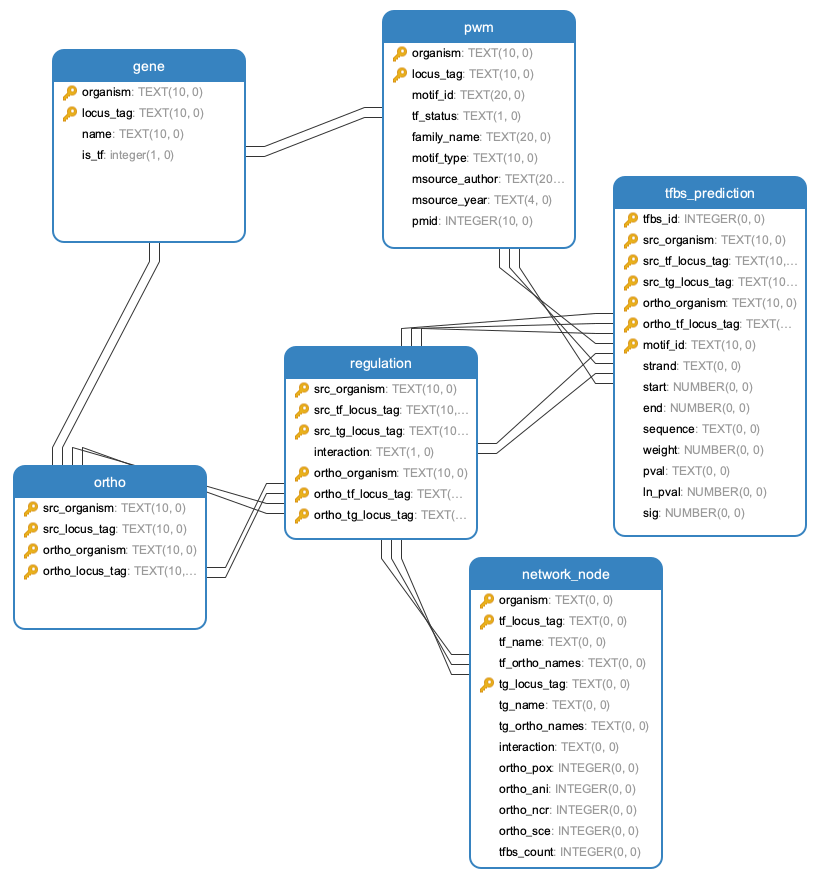 gene
organism: TEXT(10, 0)
locus_tag: TEXT(10, 0)
name: TEXT(10, 0)
is_tf: integer(1, 0)
pwm
organism: TEXT(10, 0)
locus_tag: TEXT(10, 0)
motif_id: TEXT(20, 0)
tf_status: TEXT(1, 0)
family_name: TEXT(20, 0)
motif_type: TEXT(10, 0)
msource_author: TEXT(20...
msource_year: TEXT(4, 0)
pmid: INTEGER(10, 0)
tfbs_prediction
tfbs_id: INTEGER(0, 0)
src_organism: TEXT(10, 0)
src_tf_locus_tag: TEXT(10,...
src_tg_locus_tag: TEXT(10...
ortho_organism: TEXT(10, 0)
ortho_tf_locus_tag: TEXT(...
motif_id: TEXT(10, 0)
strand: TEXT(0, 0)
start: NUMBER(0, 0)
end: NUMBER(0, 0)
sequence: TEXT(0, 0)
weight: NUMBER(0, 0)
pval: TEXT(0, 0)
ln_pval: NUMBER(0, 0)
sig: NUMBER(0, 0)
regulation
src_organism: TEXT(10, 0)
src_tf_locus_tag: TEXT(10,...
src_tg_locus_tag: TEXT(10...
interaction: TEXT(1, 0)
ortho_organism: TEXT(10, 0)
ortho_tf_locus_tag: TEXT(...
ortho_tg_locus_tag: TEXT(...
ortho
src_organism: TEXT(10, 0)
src_locus_tag: TEXT(10, 0)
ortho_organism: TEXT(10, 0)
ortho_locus_tag: TEXT(10,...
network_node
organism: TEXT(0, 0)
tf_locus_tag: TEXT(0, 0)
tf_name: TEXT(0, 0)
tf_ortho_names: TEXT(0, 0)
tg_locus_tag: TEXT(0, 0)
tg_name: TEXT(0, 0)
tg_ortho_names: TEXT(0, 0)
interaction: TEXT(0, 0)
ortho_pox: INTEGER(0, 0)
ortho_ani: INTEGER(0, 0)
ortho_ncr: INTEGER(0, 0)
ortho_sce: INTEGER(0, 0)
tfbs_count: INTEGER(0, 0)